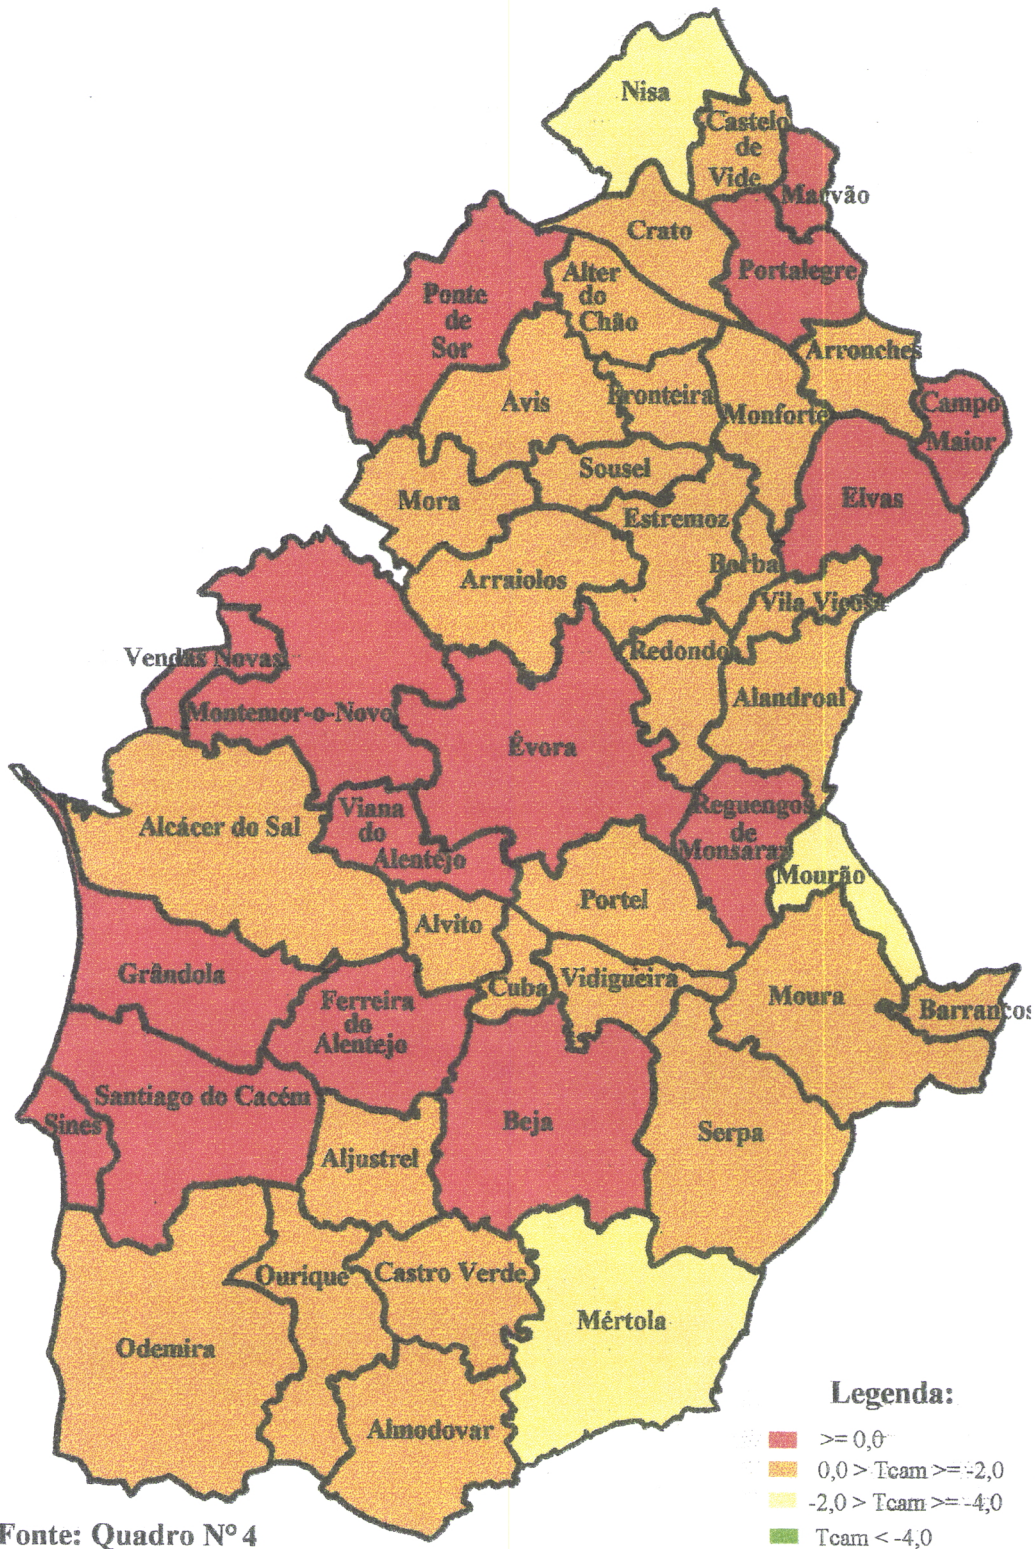 Nisa
Castelo
de
Vide
Marvão
Crato
Portalegre
Alter
do
Chão
Ponte
de
Sor
Arronches
Avis
Fronteira
Monforte
Campo
Maior
Sousel
Mora
Elvas
Estremoz
Borba
Arraiolos
Vila Viçosa
Vendas Novas
Redondo
Alandroal
Montemor-o-Novo
Évora
Viana
do
Alentejo
Reguengos
de
Monsaraz
Alcácer do Sal
Mourão
Portel
Alvito
Grândola
Cuba
Vidigueira
Moura
Barrancos
Ferreira
do
Alentejo
Santiago do Cacém
Sines
Beja
Serpa
Aljustrel
Ourique
Castro Verde
Mértola
Odemira
Almodovar
Legenda:
>= 0,0
0,0 > Tcam >= -2,0
-2,0 > Tcam >= -4,0
Tcam < -4,0
Fonte: Quadro Nº 4